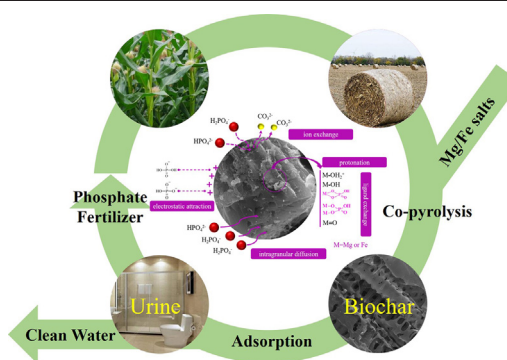 H₂PO₄⁻
CO₃²⁻
CO₃²⁻
HPO₄²⁻
ion exchange
protonation
M-OH₂⁺
M-OH
M=O
ligand exchange
electrostatic attraction
HPO₄²⁻
H₂PO₄⁻
H₂PO₄⁻
intragranular diffusion
M=Mg or Fe
Mg/Fe salts
Co-pyrolysis
Phosphate
Fertilizer
Urine
Biochar
Clean Water
Adsorption